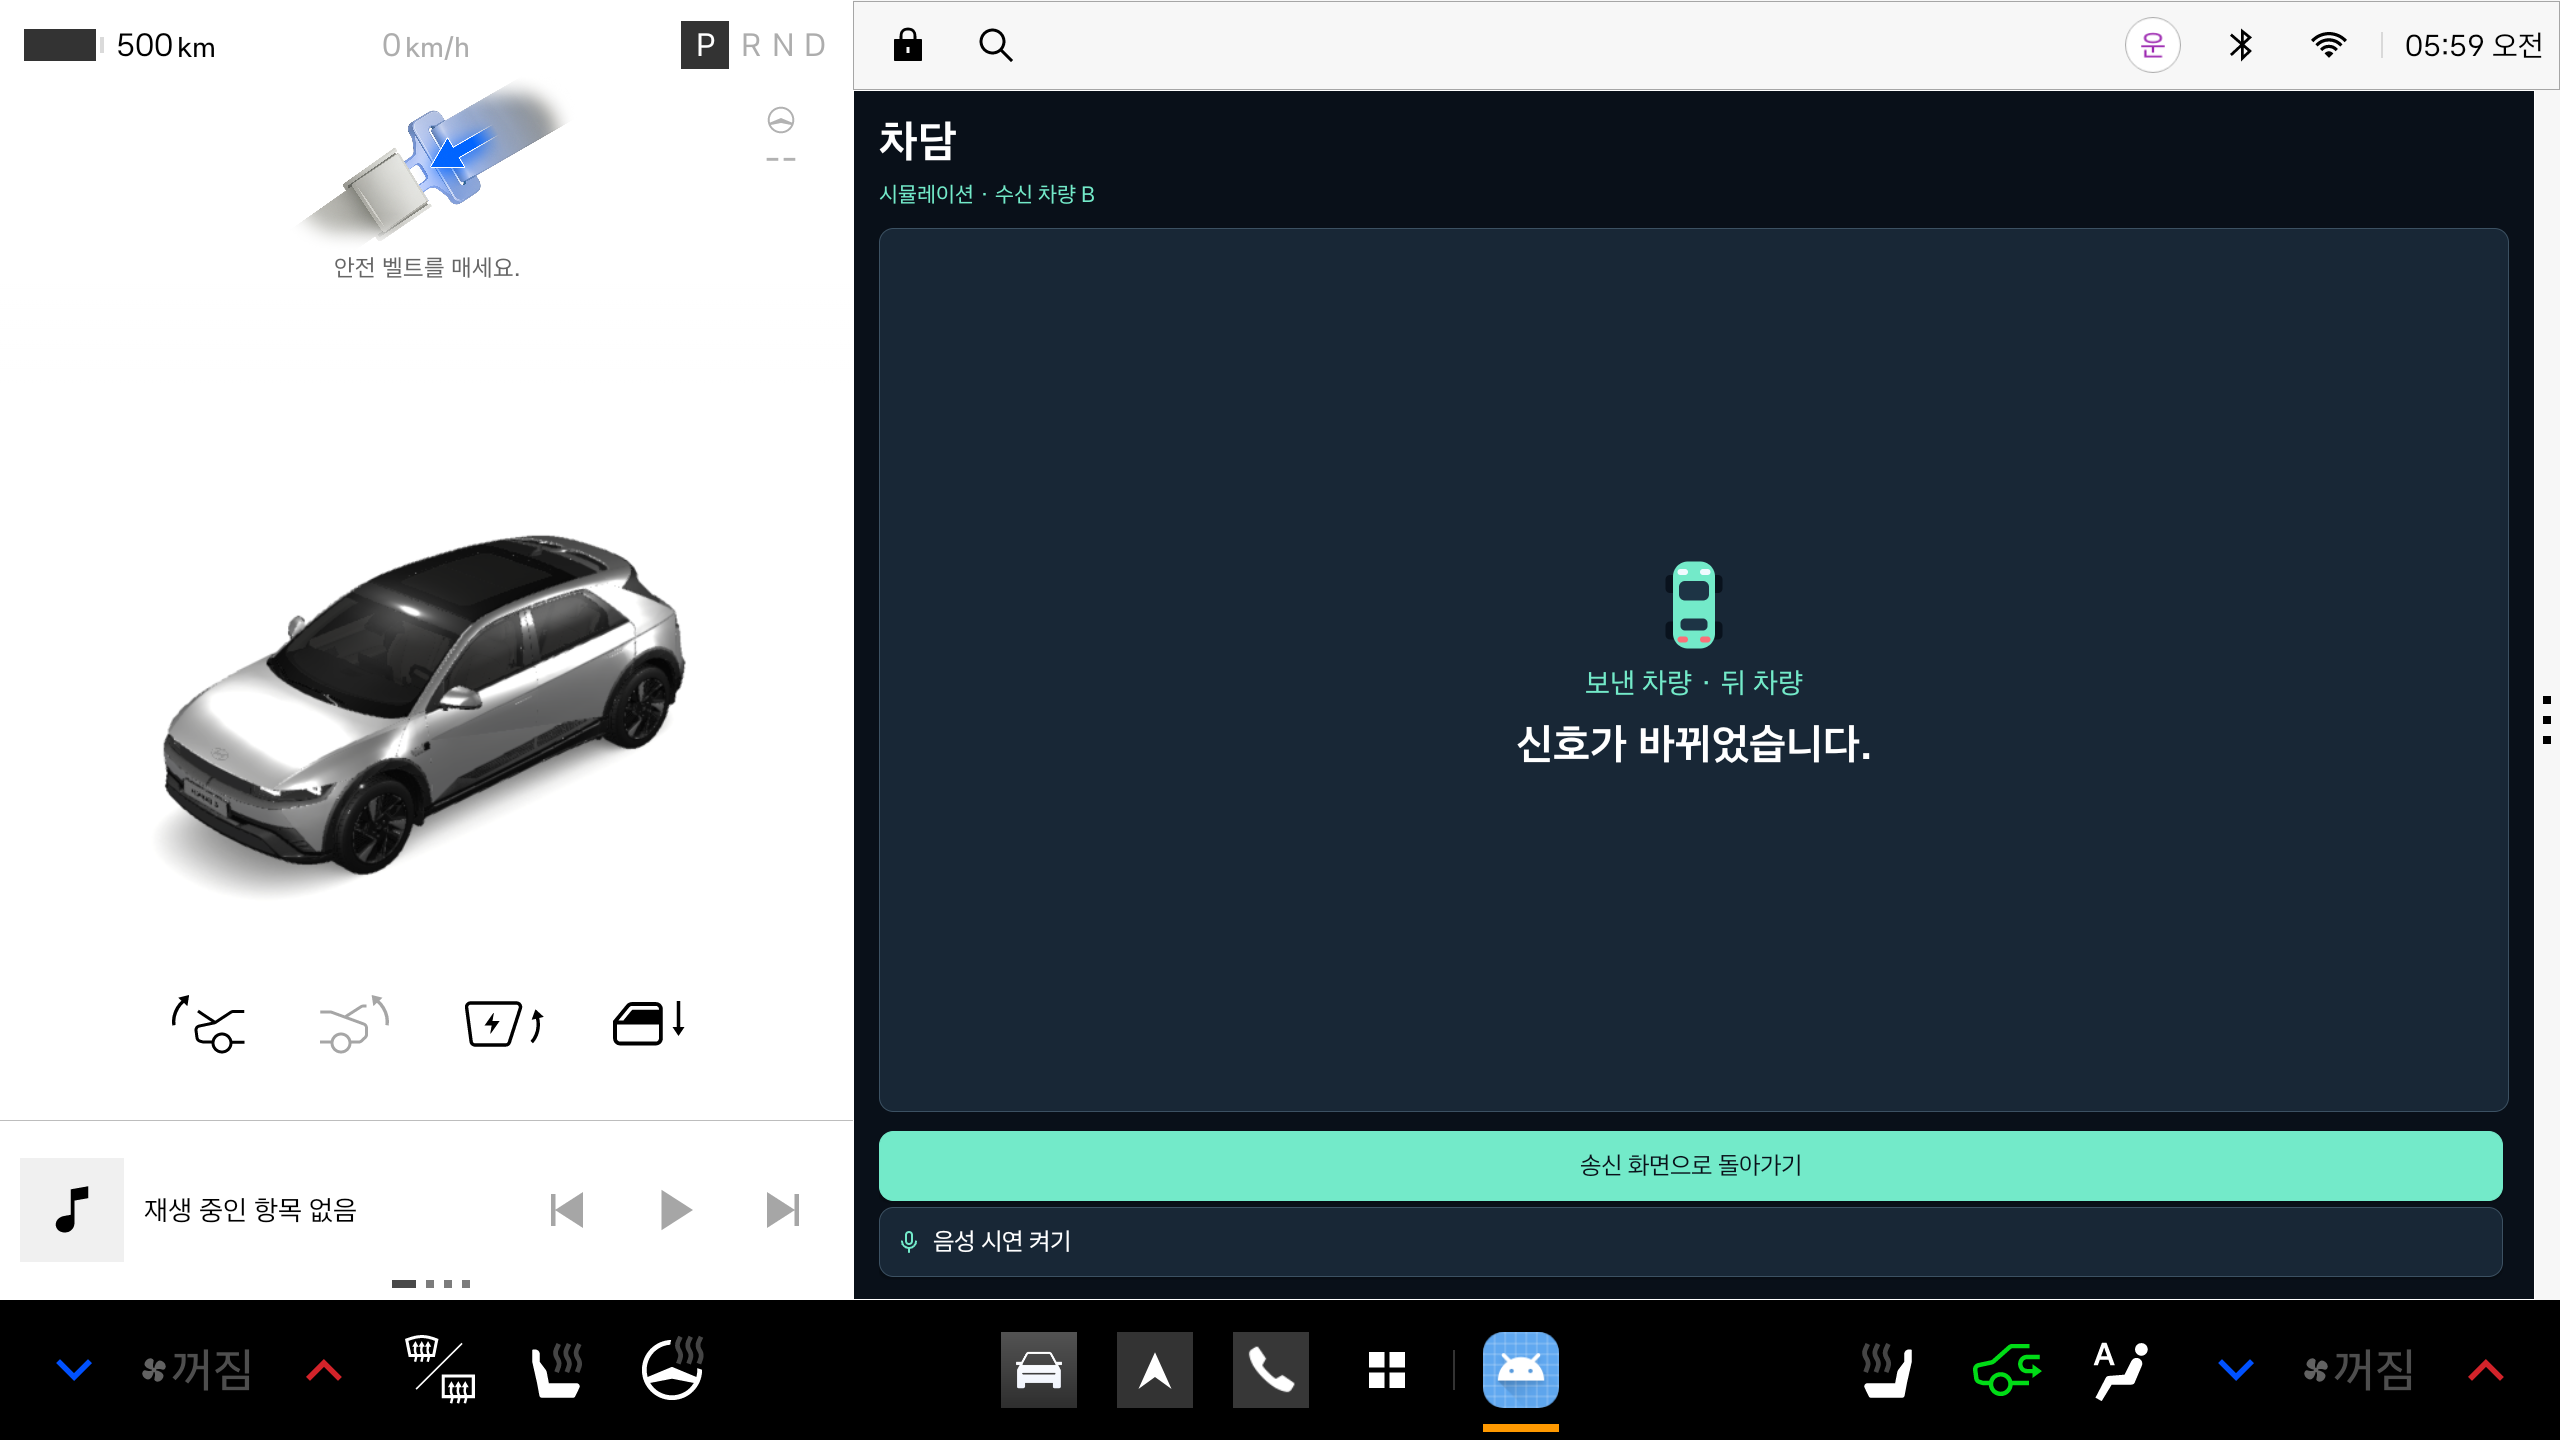 500 km
0 km/h
P R N D
안전 벨트를 매세요.
재생 중인 항목 없음
운
05:59 오전
차담
시뮬레이션 · 수신 차량 B
보낸 차량 · 뒤 차량
신호가 바뀌었습니다.
송신 화면으로 돌아가기
음성 시연 켜기
꺼짐
A
꺼짐